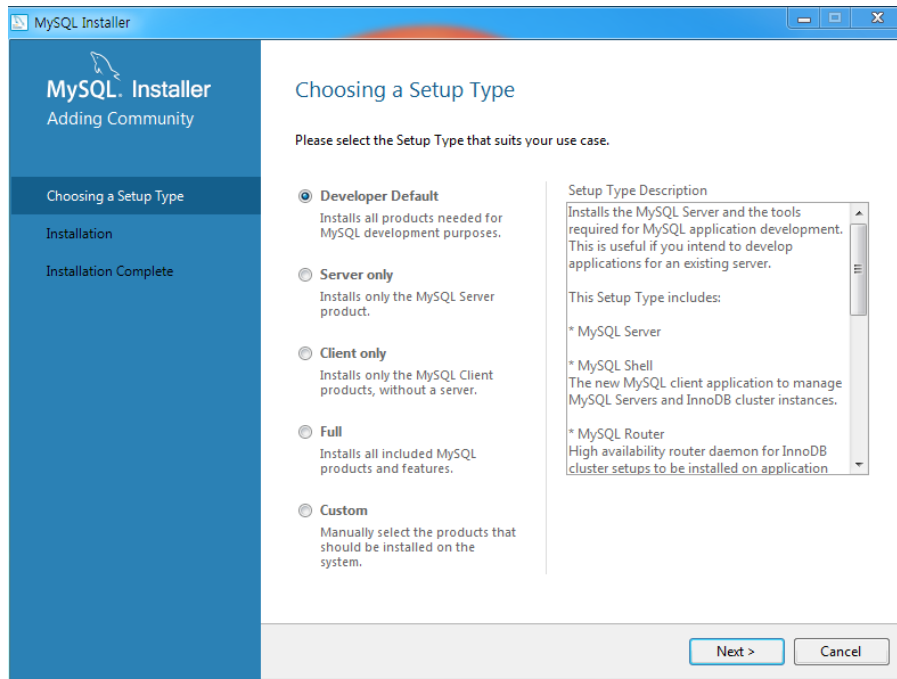 MySQL Installer
MySQL. Installer
Adding Community
Choosing a Setup Type
Installation
Installation Complete
Choosing a Setup Type
Please select the Setup Type that suits your use case.
Developer Default
Installs all products needed for
MySQL development purposes.
Server only
Installs only the MySQL Server
product.
Client only
Installs only the MySQL Client
products, without a server.
Full
Installs all included MySQL
products and features.
Custom
Manually select the products that
should be installed on the
system.
Setup Type Description
Installs the MySQL Server and the tools
required for MySQL application development.
This is useful if you intend to develop
applications for an existing server.
This Setup Type includes:
* MySQL Server
* MySQL Shell
The new MySQL client application to manage
MySQL Servers and InnoDB cluster instances.
* MySQL Router
High availability router daemon for InnoDB
cluster setups to be installed on application
Next >
Cancel